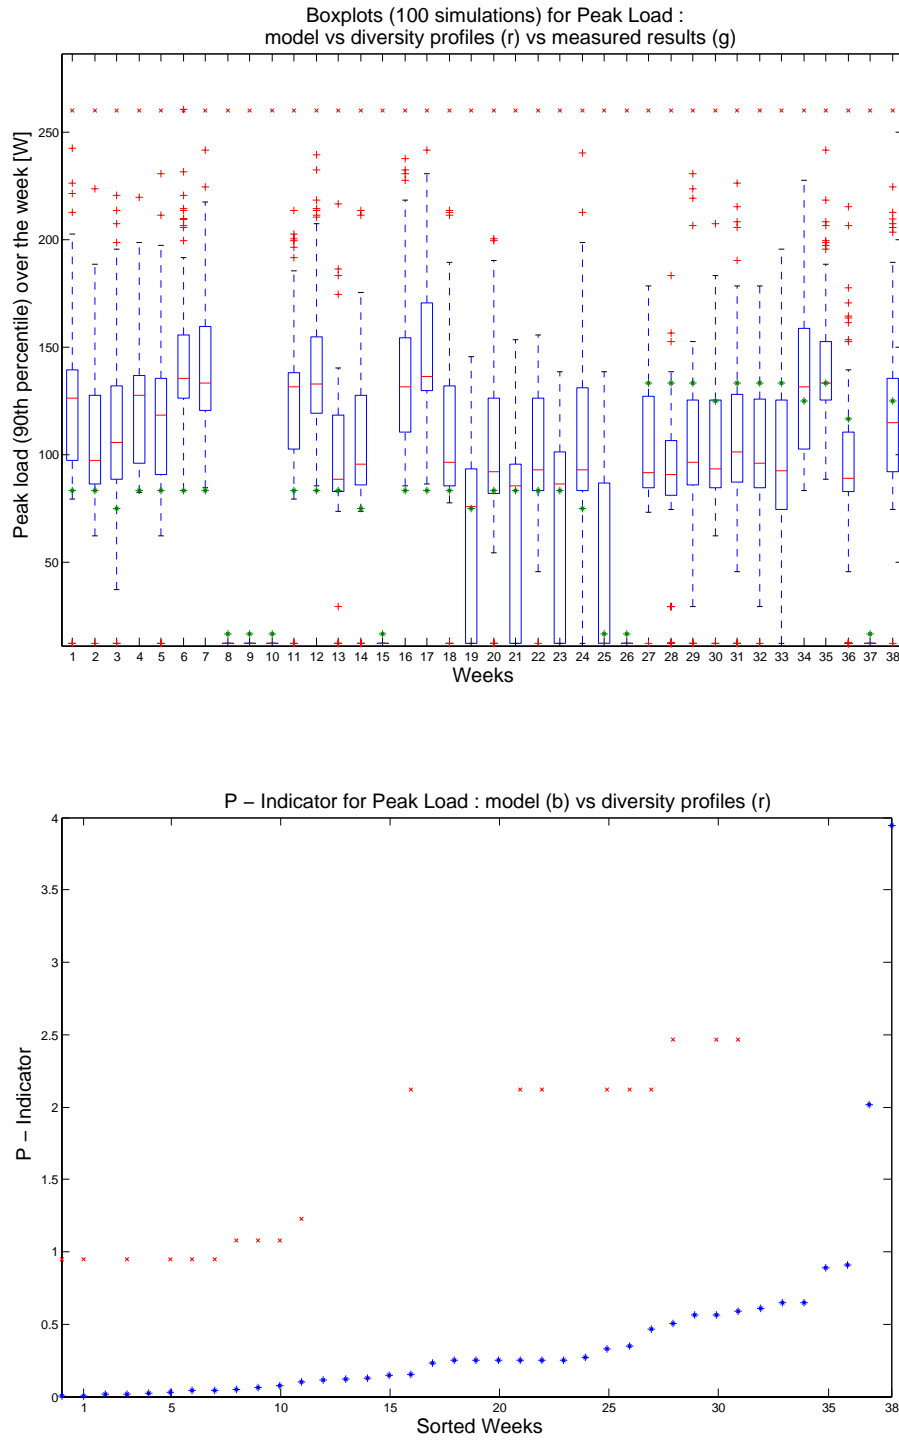 Boxplots (100 simulations) for Peak Load :
model vs diversity profiles (r) vs measured results (g)
Peak load (90th percentile) over the week [W]
250
200
150
100
50
1 2 3 4 5 6 7 8 9 10 11 12 13 14 15 16 17 18 19 20 21 22 23 24 25 26 27 28 29 30 31 32 33 34 35 36 37 38
Weeks
P – Indicator for Peak Load : model (b) vs diversity profiles (r)
P – Indicator
4
3.5
3
2.5
2
1.5
1
0.5
0
1 5 10 15 20 25 30 35 38
Sorted Weeks